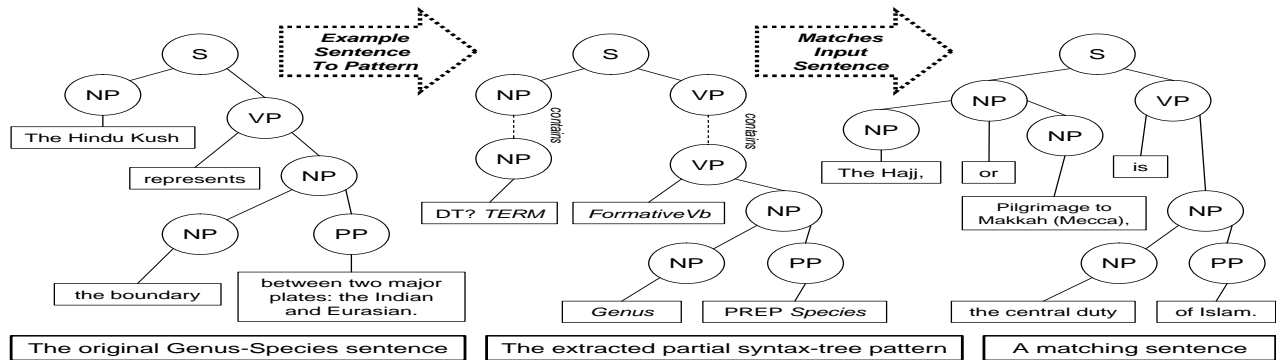 S
NP
VP
The Hindu Kush
represents
NP
NP
PP
the boundary
between two major
plates: the Indian
and Eurasian.
The original Genus-Species sentence
Example
Sentence
To Pattern
S
NP
VP
contains
contains
NP
VP
DT? TERM
FormativeVb
NP
NP
PP
Genus
PREP Species
The extracted partial syntax-tree pattern
Matches
Input
Sentence
S
NP
VP
NP
NP
The Hajj,
or
is
Pilgrimage to
Makkah (Mecca),
NP
NP
PP
the central duty
of Islam.
A matching sentence